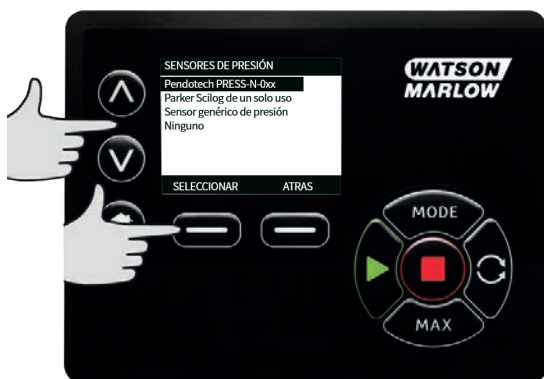 WATSON
MARLOW
SENSORES DE PRESIÓN
Pendotech PRESS-N-0xx
Parker Scilog de un solo uso
Sensor genérico de presión
Ninguno
SELECCIONAR ATRAS
MODE
MAX